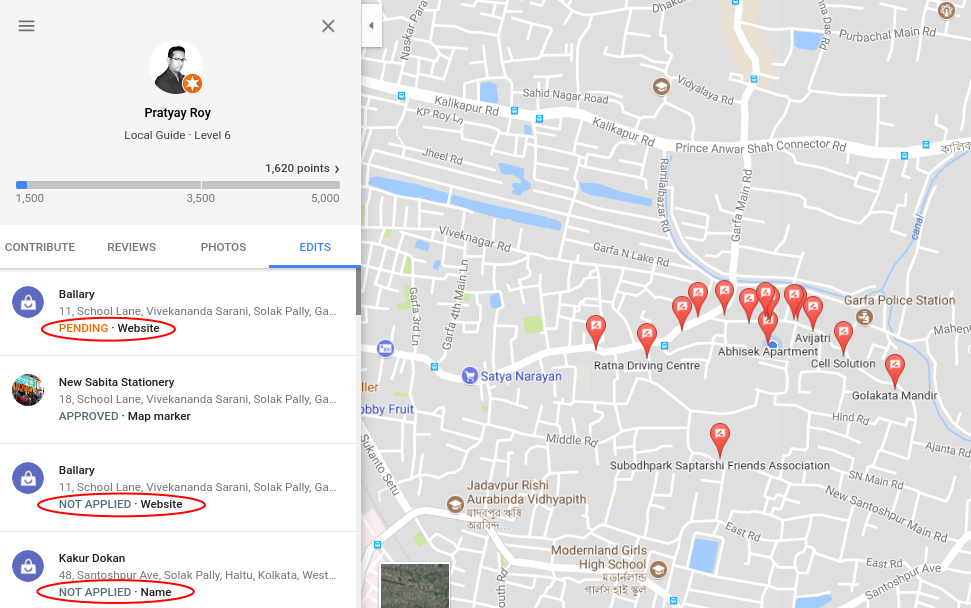 Pratyay Roy
Local Guide · Level 6
1,620 points ›
1,500 3,500 5,000
CONTRIBUTE REVIEWS PHOTOS EDITS
Ballary
11, School Lane, Vivekananda Sarani, Solak Pally, Ga...
PENDING · Website
New Sabita Stationery
18, School Lane, Vivekananda Sarani, Solak Pally, Ga...
APPROVED · Map marker
Ballary
11, School Lane, Vivekananda Sarani, Solak Pally, Ga...
NOT APPLIED · Website
Kakur Dokan
48, Santoshpur Ave, Solak Pally, Haltu, Kolkata, West...
NOT APPLIED · Name
Naskar Para
Dhaku
na Das Rd
Purbachal Main Rd
Kalikapur Rd
Sahid Nagar Road
Vidyalaya Rd
KP Roy Ln
Kalikapur Rd
Prince Anwar Shah Connector Rd
কালিক
Jheel Rd
Ramlalbazar Rd
Garfa Main Rd
canal
Viveknagar Rd
Garfa N Lake Rd
Garfa 3rd Ln
Garfa 4th Main Ln
Garfa Police Station
Mahen
Avijatri
Abhisek Apartment
Cell Solution
Ratna Driving Centre
Satya Narayan
Golakata Mandir
ller
obby Fruit
Hind Rd
Middle Rd
Sukanto Setu
Ajanta Rd
Subodhpark Saptarshi Friends Association
SN Main Rd
Jadavpur Rishi
Aurabinda Vidhyapith
যাদবপুর ঋষি
অরবিন্দ...
New Santoshpur Main Rd
East Rd
Modernland Girls
High School
মডার্নল্যান্ড
গার্লস হাই স্কুল
East Rd
Santoshpur Ave
outh Rd